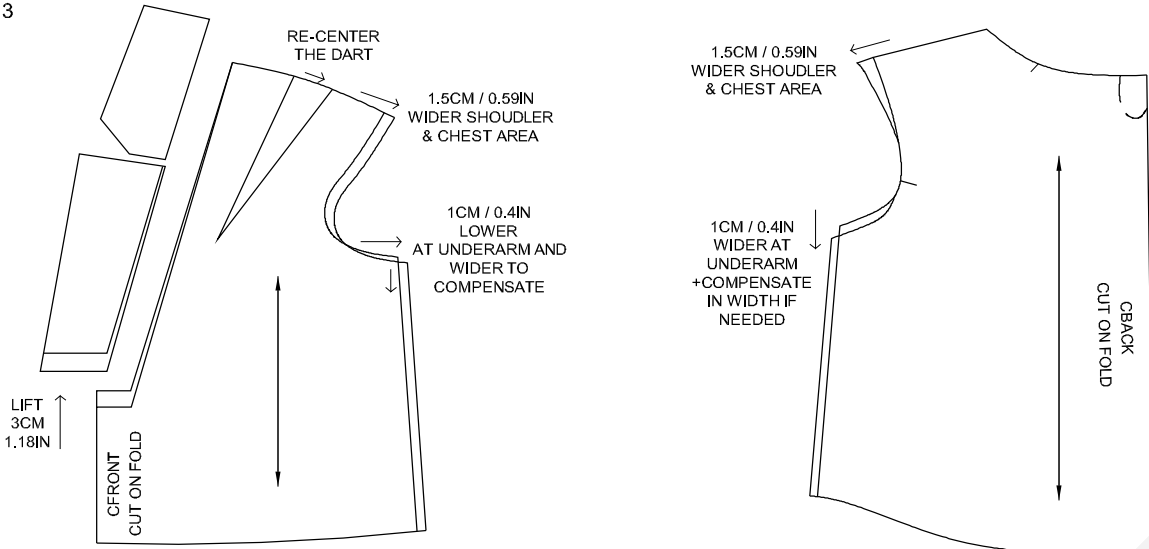 3
RE-CENTER
THE DART
1.5CM / 0.59IN
WIDER SHOUDLER
& CHEST AREA
1CM / 0.4IN
LOWER
AT UNDERARM AND
WIDER TO
COMPENSATE
LIFT
3CM
1.18IN
CFRONT
CUT ON FOLD
1.5CM / 0.59IN
WIDER SHOUDLER
& CHEST AREA
1CM / 0.4IN
WIDER AT
UNDERARM
+COMPENSATE
IN WIDTH IF
NEEDED
CBACK
CUT ON FOLD